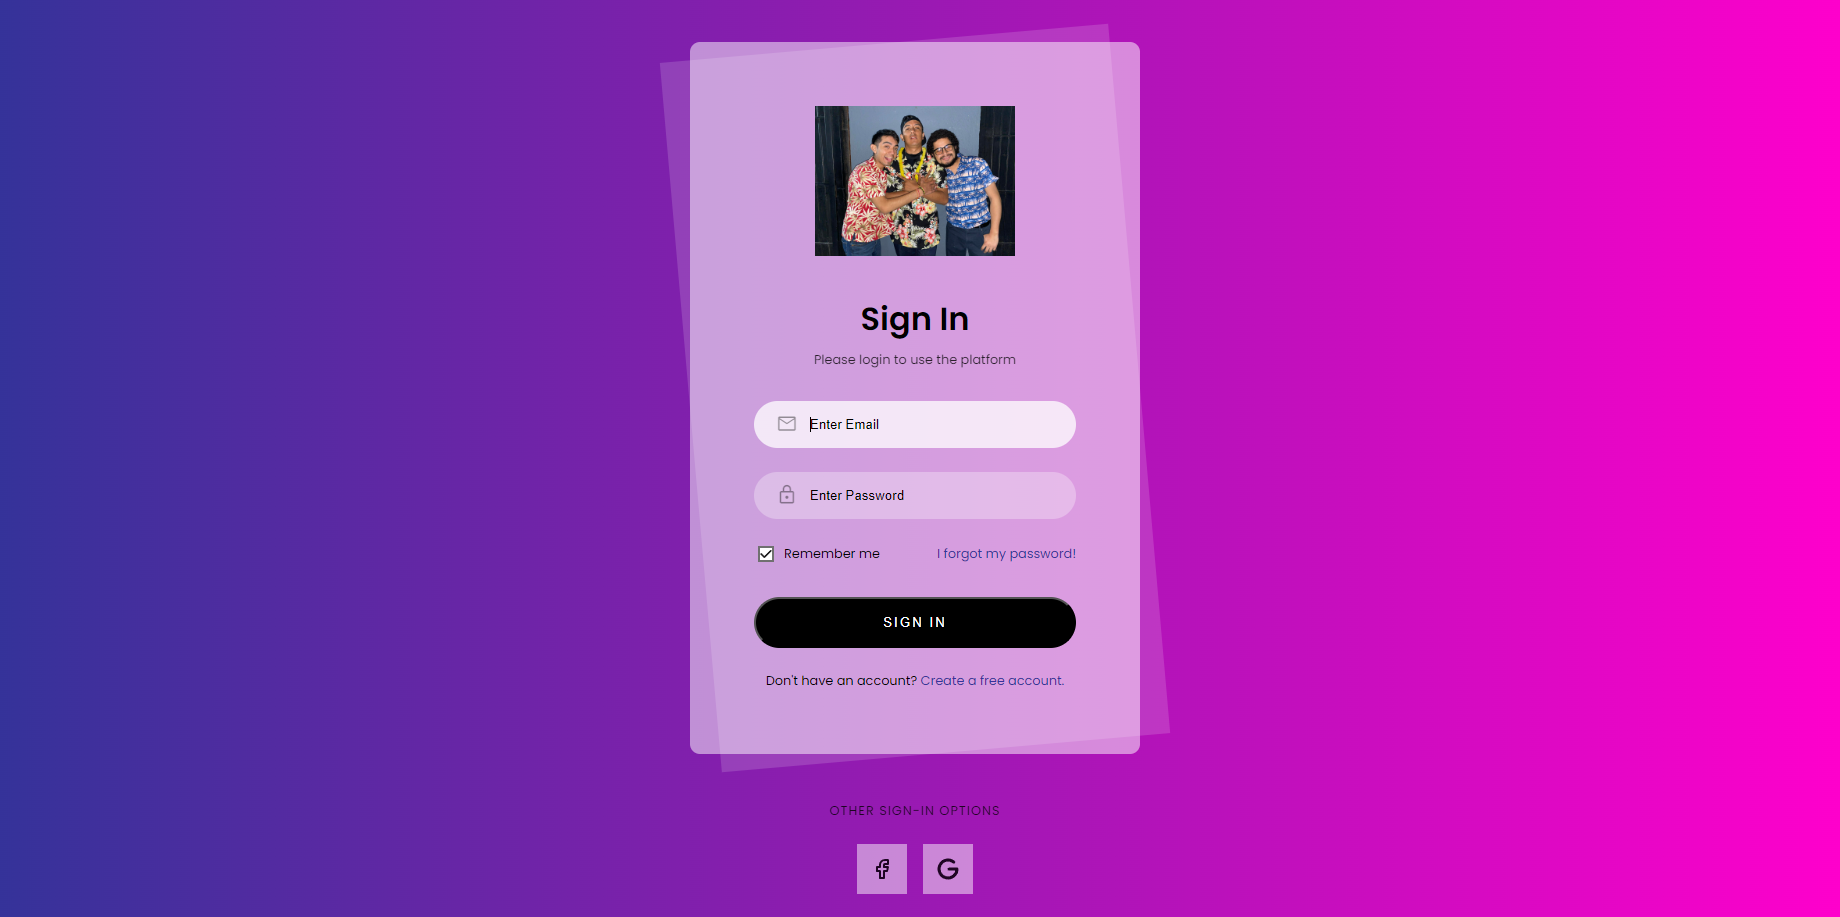 Sign In
Please login to use the platform
Enter Email
Enter Password
Remember me
I forgot my password!
SIGN IN
Don't have an account? Create a free account.
OTHER SIGN-IN OPTIONS